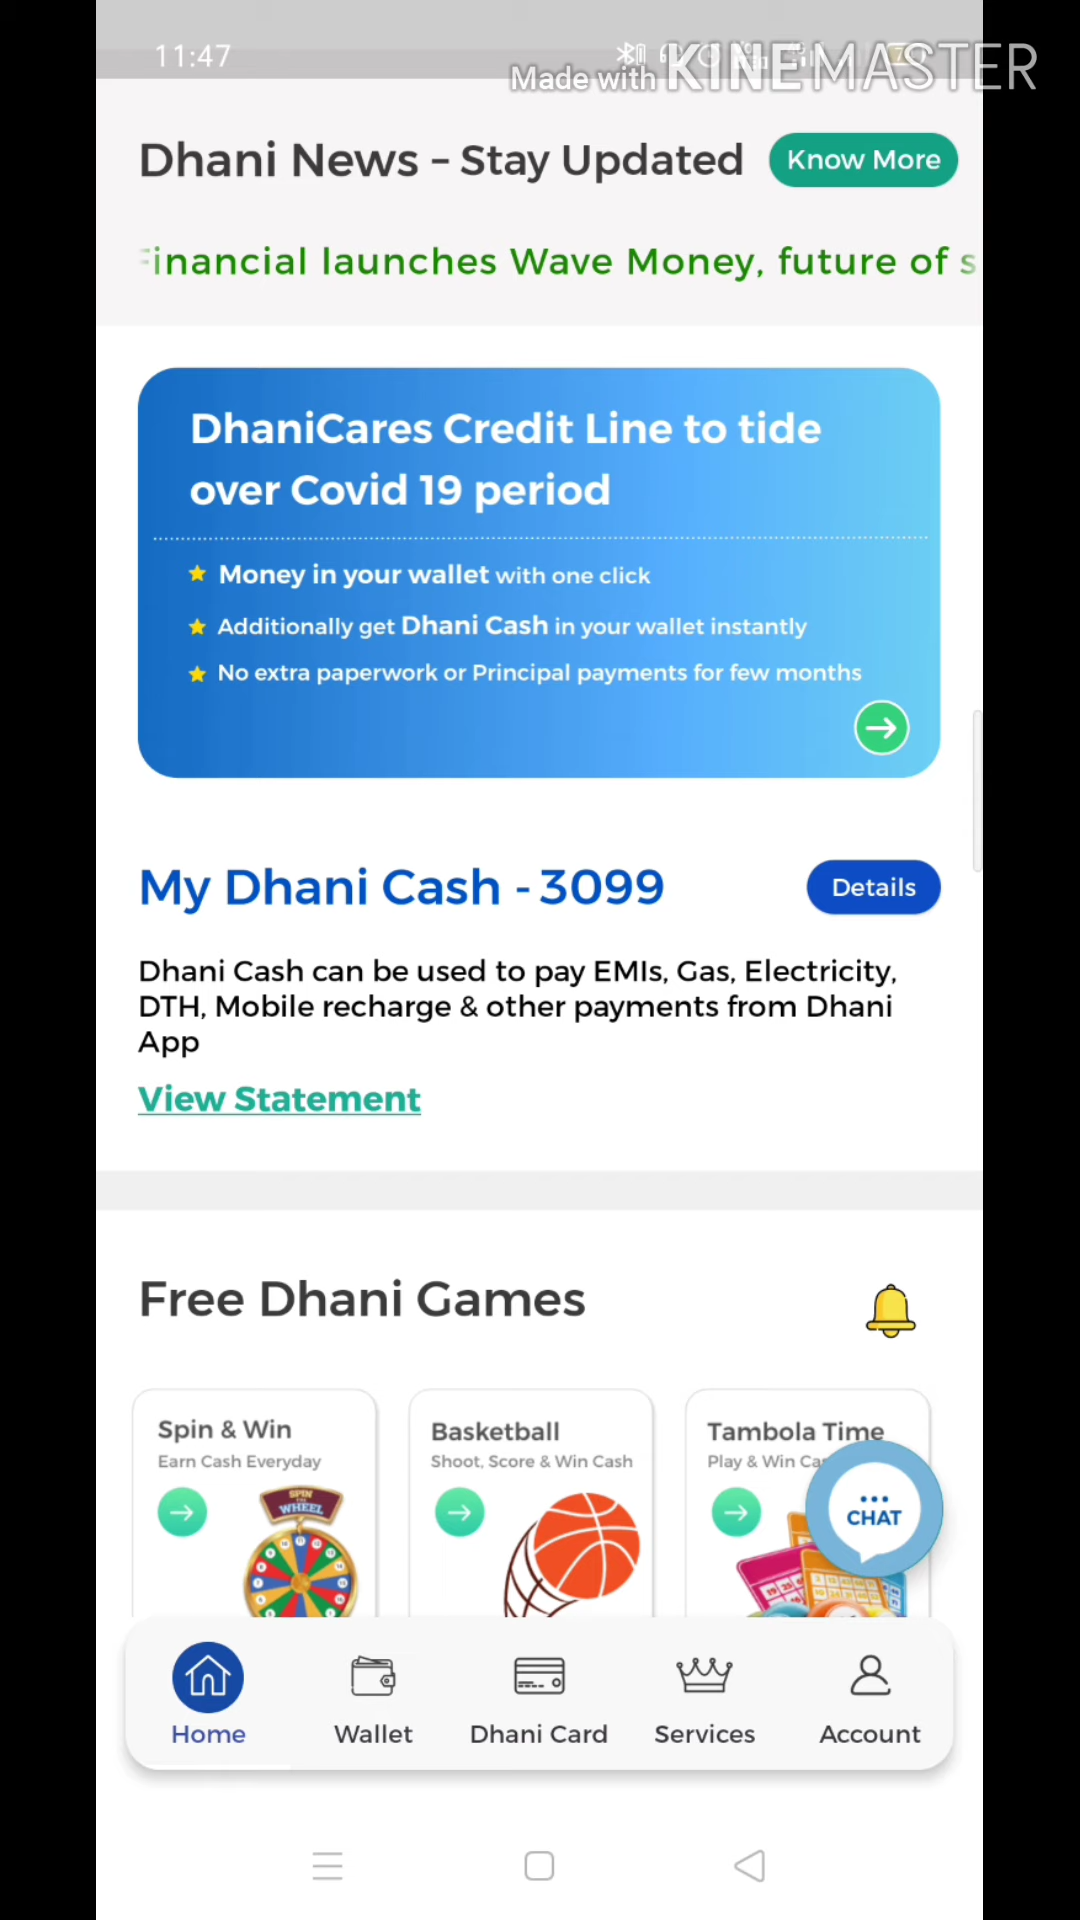 11:47
Made with KINEMASTER
Dhani News - Stay Updated
Know More
inancial launches Wave Money, future of s
DhaniCares Credit Line to tide
over Covid 19 period
Money in your wallet with one click
Additionally get Dhani Cash in your wallet instantly
No extra paperwork or Principal payments for few months
My Dhani Cash - 3099
Details
Dhani Cash can be used to pay EMIs, Gas, Electricity,
DTH, Mobile recharge & other payments from Dhani
App
View Statement
Free Dhani Games
Spin & Win
Earn Cash Everyday
SPIN
WHEEL
Basketball
Shoot, Score & Win Cash
Tambola Time
Play & Win Ca
CHAT
Home
Wallet
Dhani Card
Services
Account